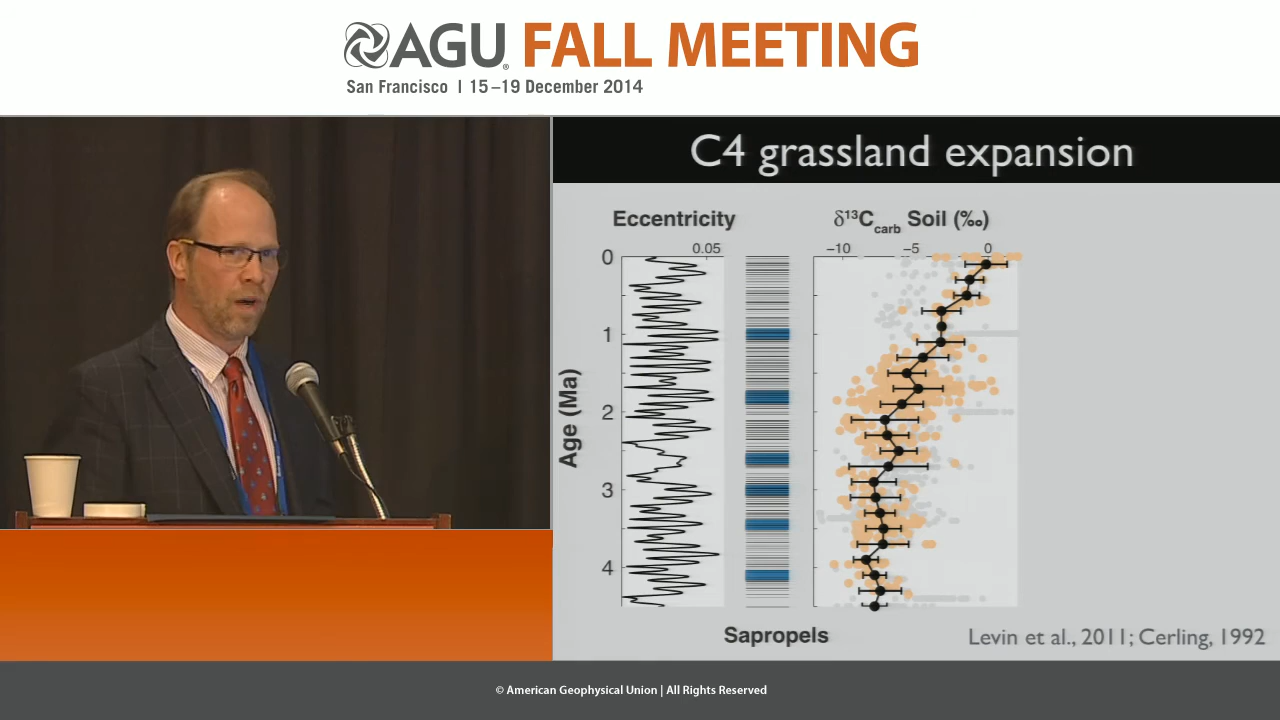 AGU® FALL MEETING
San Francisco | 15–19 December 2014
C4 grassland expansion
Eccentricity
δ¹³Ccarb Soil (‰)
0.05
−10 −5 0
0
1
2
3
4
Age (Ma)
Sapropels
Levin et al., 2011; Cerling, 1992
© American Geophysical Union | All Rights Reserved